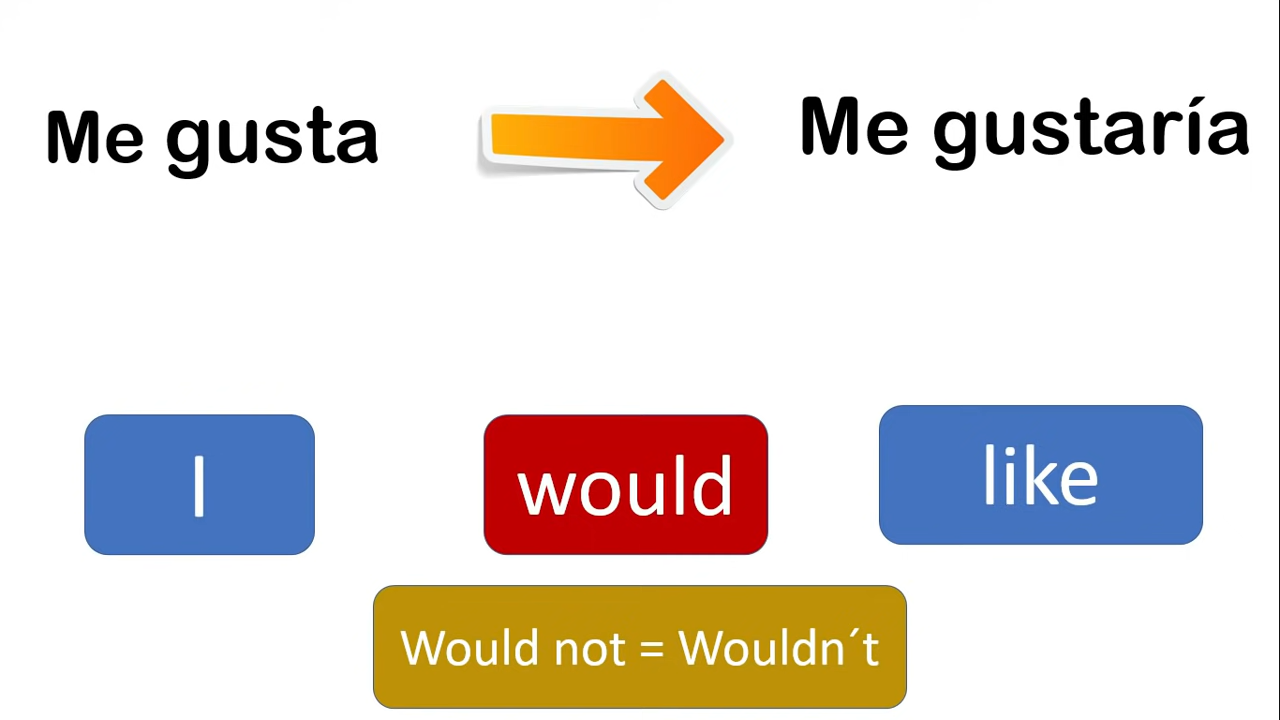 Me gusta
Me gustaría
I
would
like
Would not = Wouldn´t